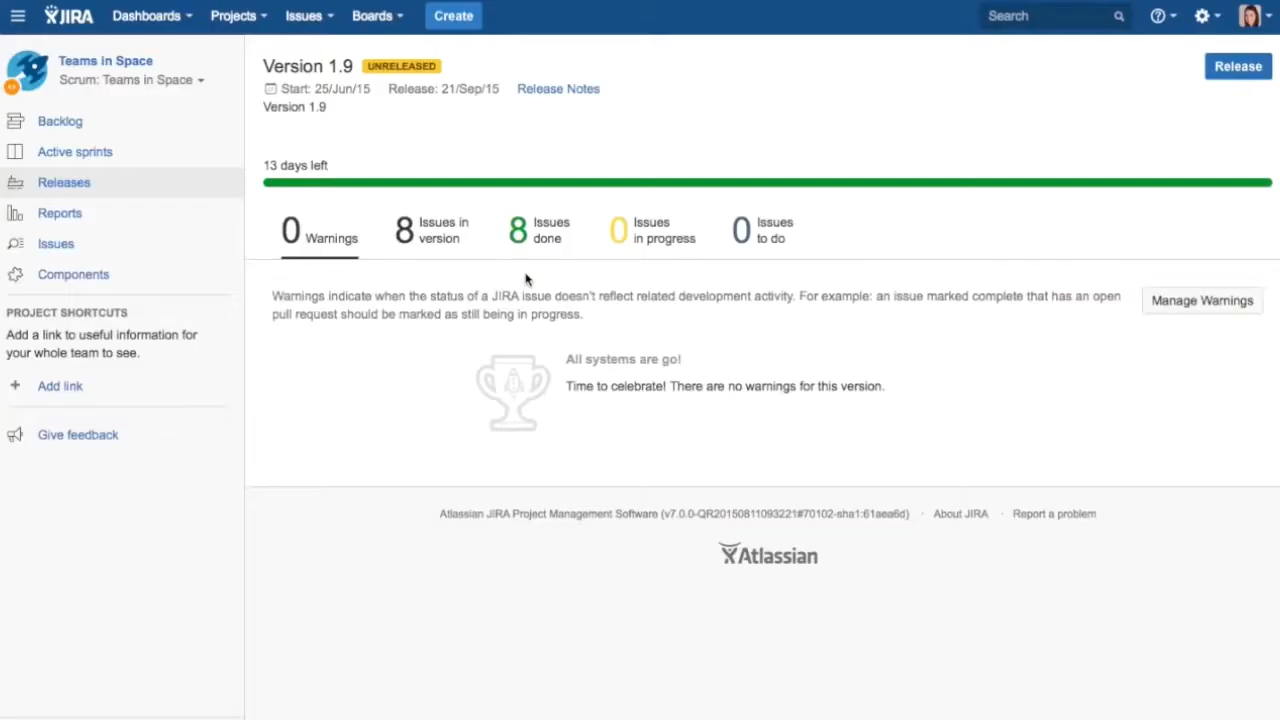 JIRA Dashboards Projects Issues Boards Create Search
Teams in Space
Scrum: Teams in Space
Backlog
Active sprints
Releases
Reports
Issues
Components
PROJECT SHORTCUTS
Add a link to useful information for
your whole team to see.
+ Add link
Give feedback
Version 1.9 UNRELEASED
Release
Start: 25/Jun/15 Release: 21/Sep/15 Release Notes
Version 1.9
13 days left
0 Warnings
8 Issues in
version
8 Issues
done
0 Issues
in progress
0 Issues
to do
Warnings indicate when the status of a JIRA issue doesn't reflect related development activity. For example: an issue marked complete that has an open
pull request should be marked as still being in progress.
Manage Warnings
All systems are go!
Time to celebrate! There are no warnings for this version.
Atlassian JIRA Project Management Software (v7.0.0-QR20150811093221#70102-sha1:61aea6d) · About JIRA · Report a problem
Atlassian